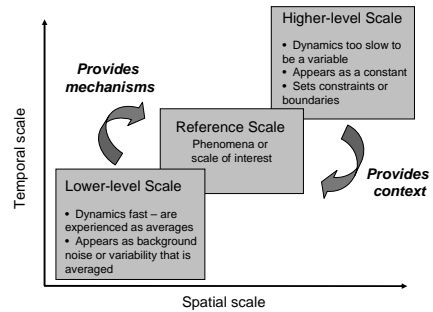 Higher-level Scale
• Dynamics too slow to
be a variable
• Appears as a constant
• Sets constraints or
boundaries
Provides
mechanisms
Reference Scale
Phenomena or
scale of interest
Lower-level Scale
• Dynamics fast – are
experienced as averages
• Appears as background
noise or variability that is
averaged
Provides
context
Temporal scale
Spatial scale